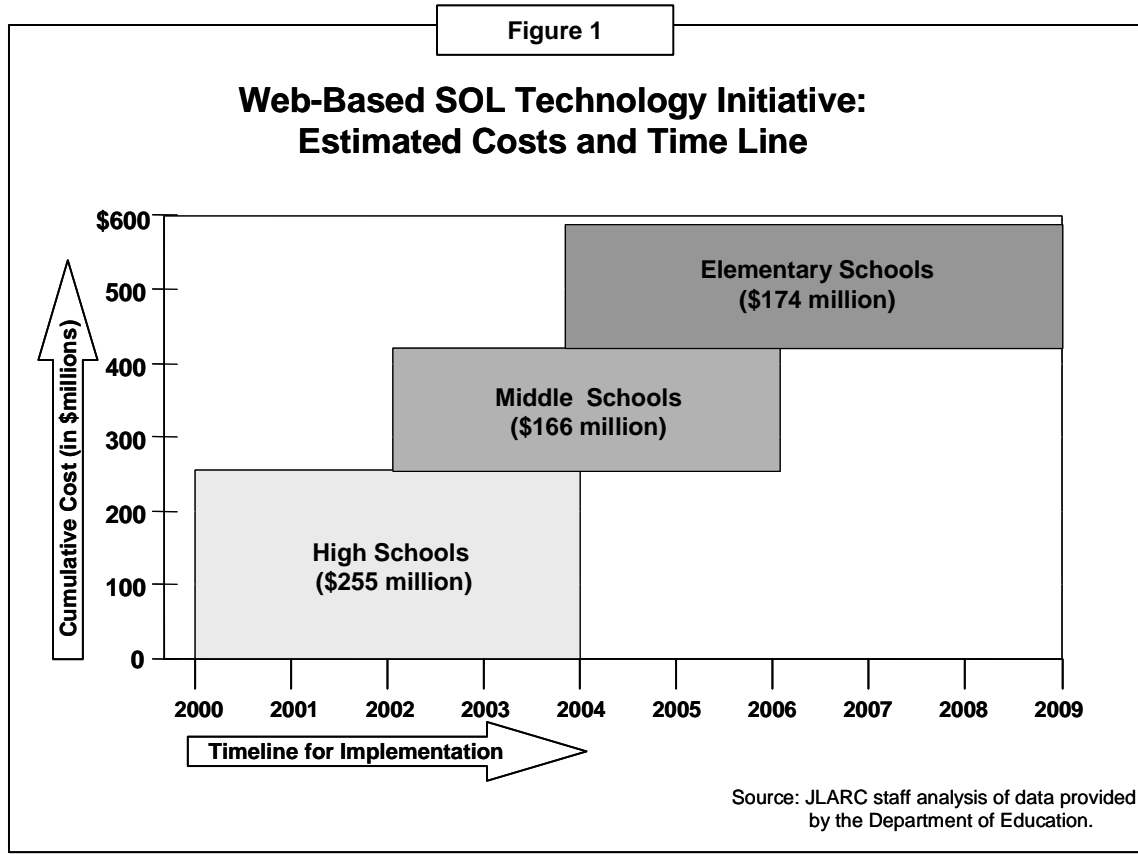 Figure 1
Web-Based SOL Technology Initiative:
Estimated Costs and Time Line
$600
500
400
300
200
100
0
Cumulative Cost (in $millions)
Elementary Schools
($174 million)
Middle Schools
($166 million)
High Schools
($255 million)
2000 2001 2002 2003 2004 2005 2006 2007 2008 2009
Timeline for Implementation
Source: JLARC staff analysis of data provided
by the Department of Education.